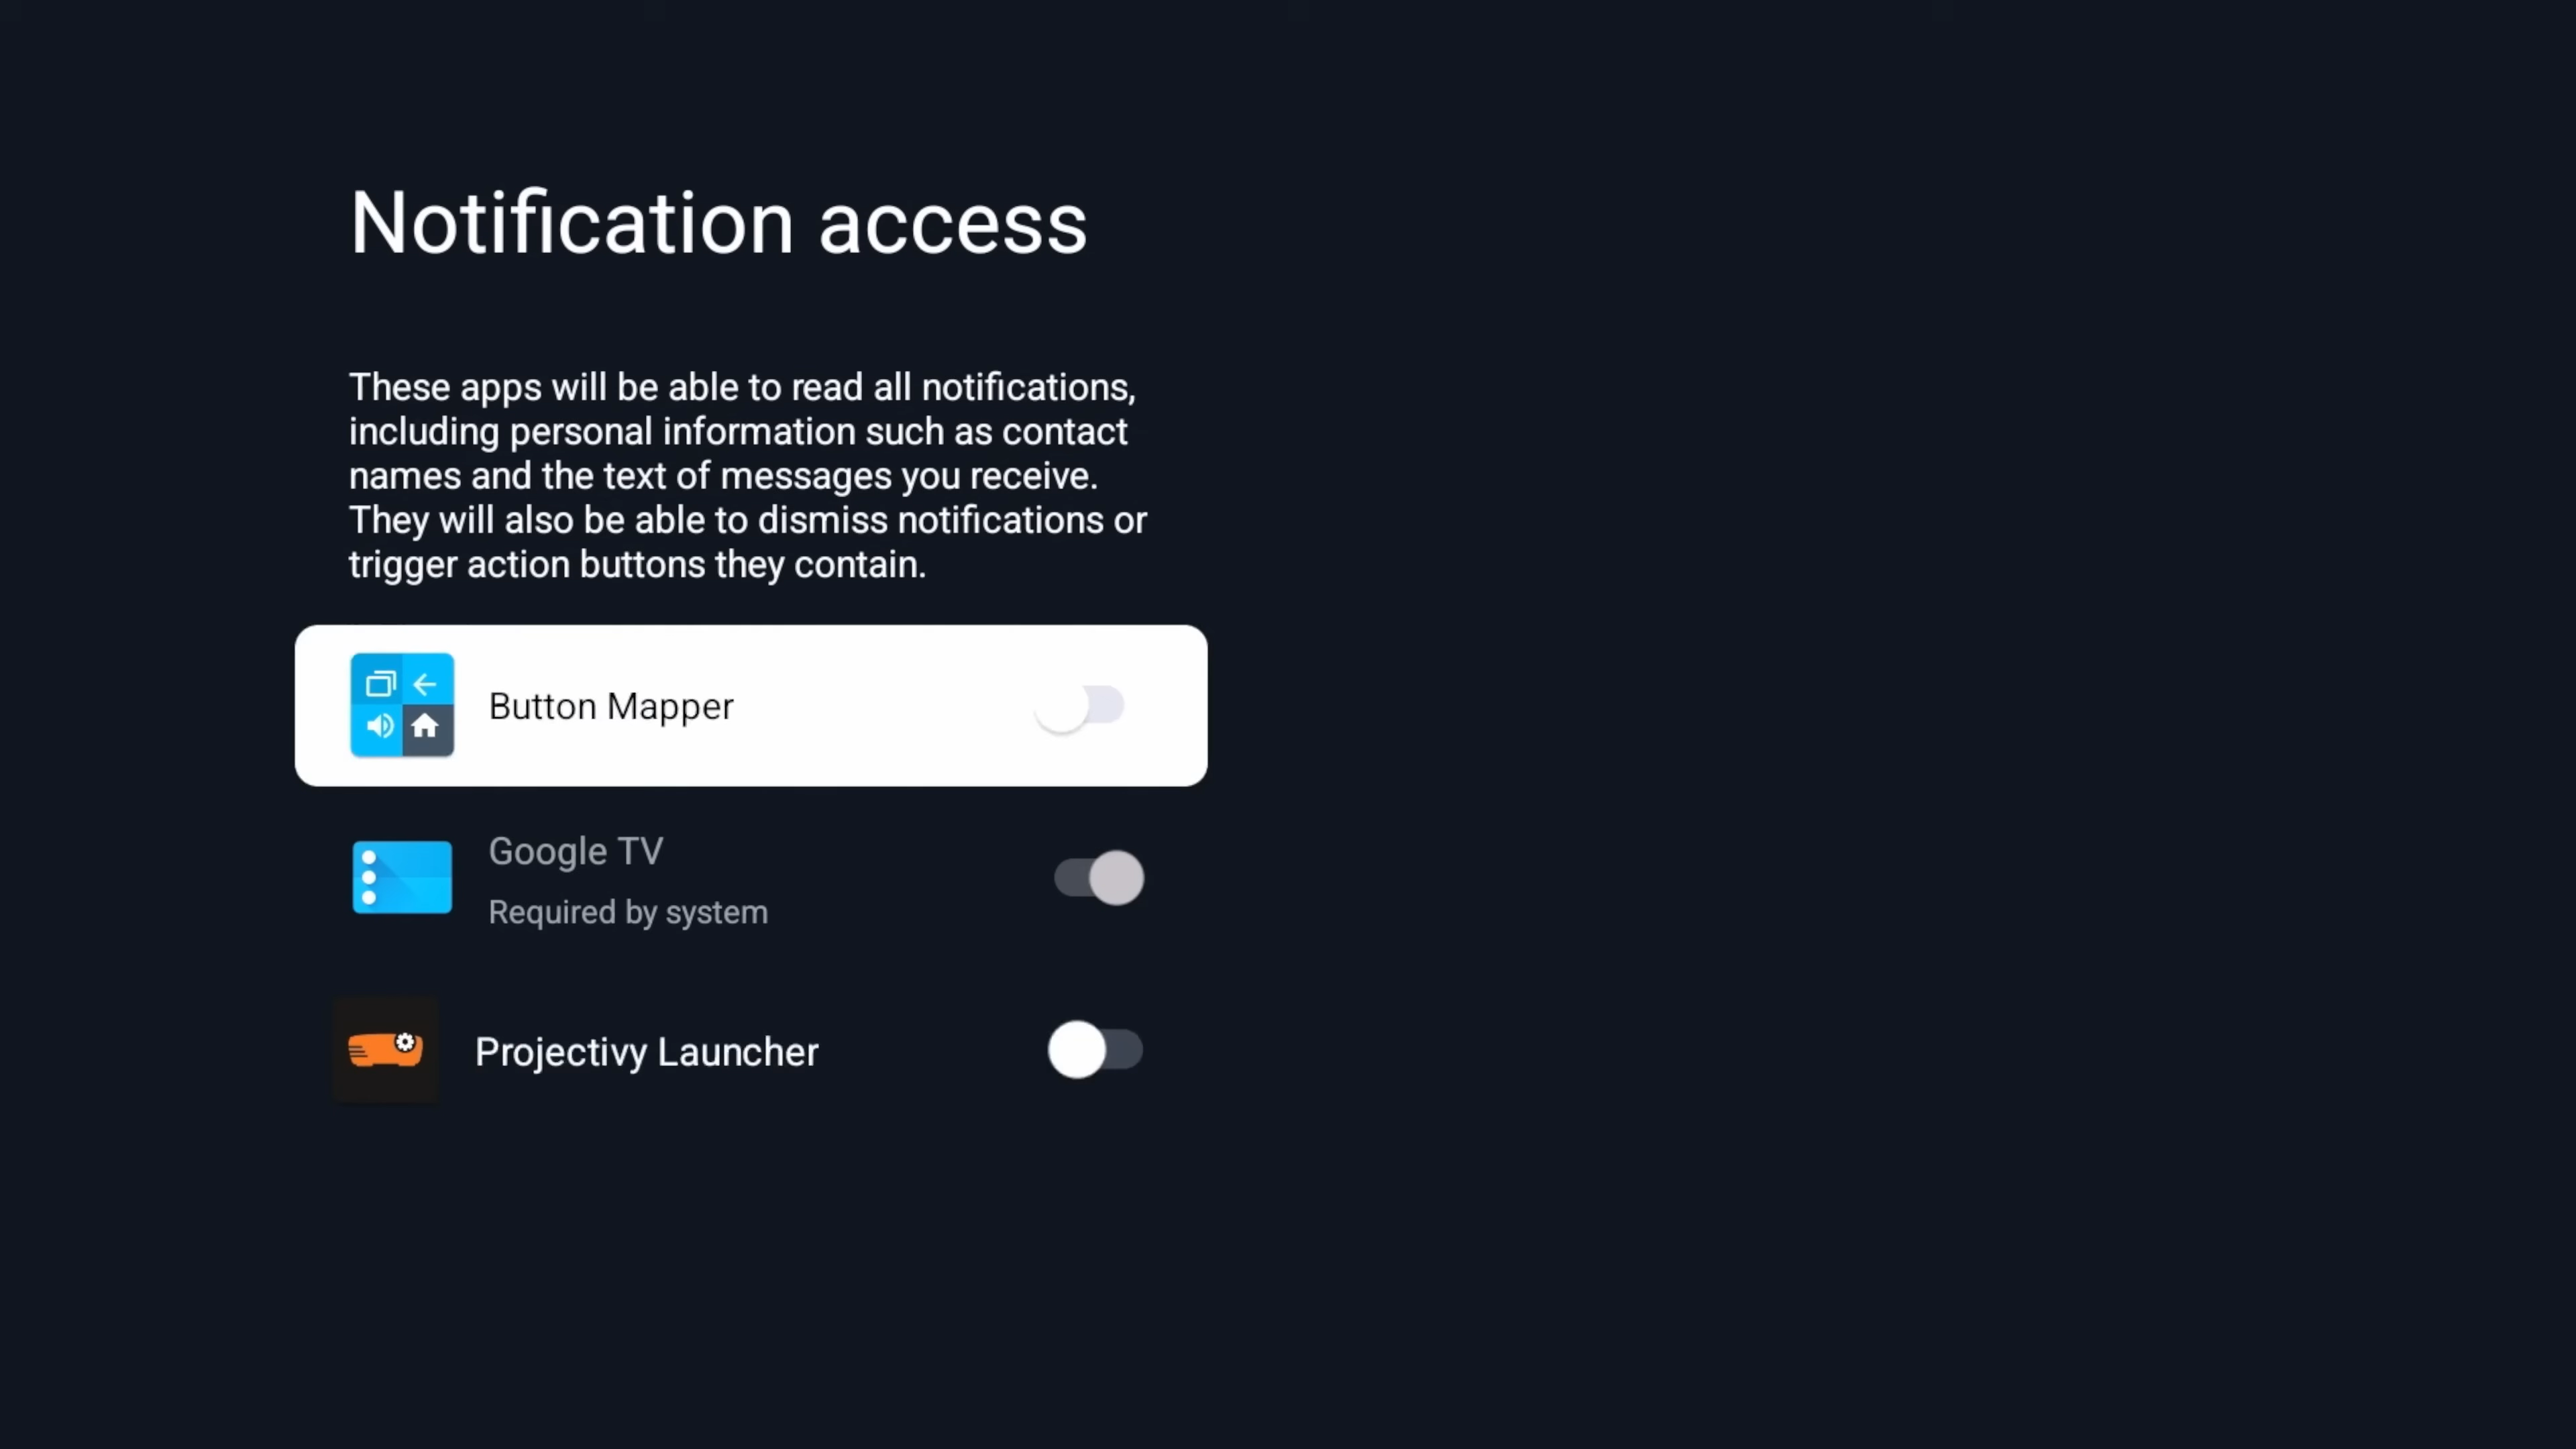 Notification access
These apps will be able to read all notifications,
including personal information such as contact
names and the text of messages you receive.
They will also be able to dismiss notifications or
trigger action buttons they contain.
Button Mapper
Google TV
Required by system
Projectivy Launcher